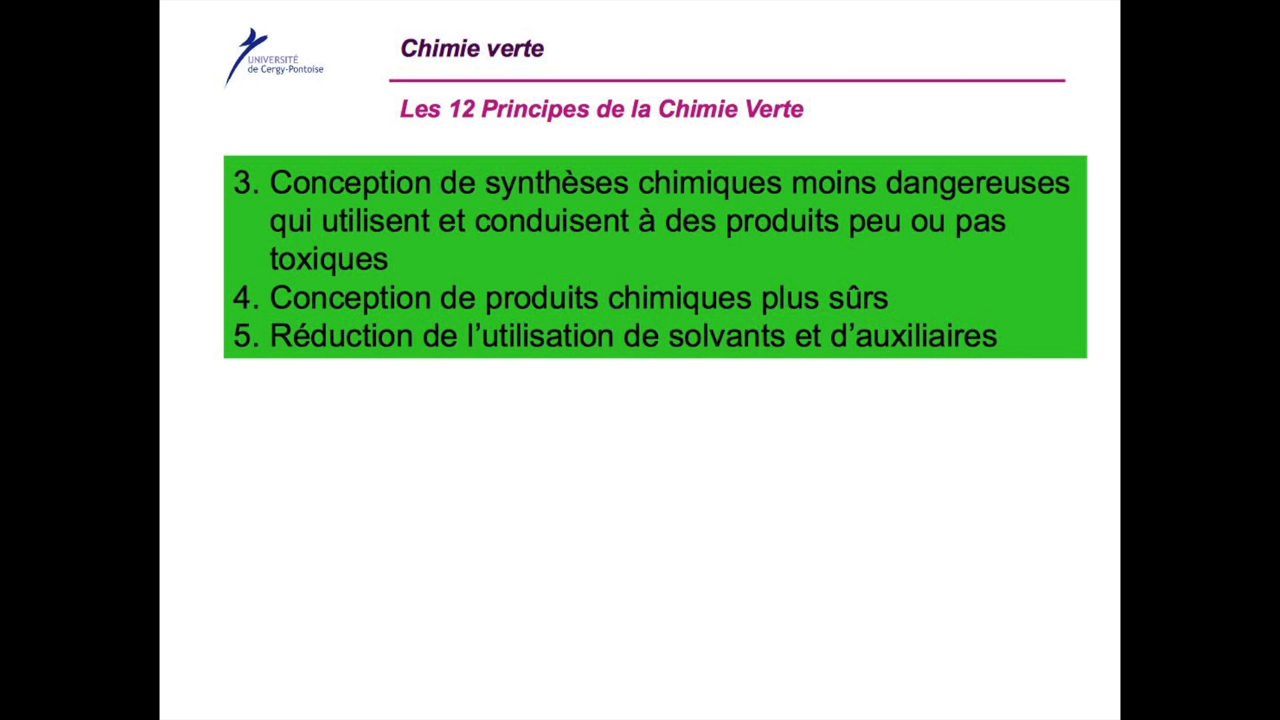 UNIVERSITÉ
de Cergy-Pontoise
Chimie verte
Les 12 Principes de la Chimie Verte
3. Conception de synthèses chimiques moins dangereuses
qui utilisent et conduisent à des produits peu ou pas
toxiques
4. Conception de produits chimiques plus sûrs
5. Réduction de l’utilisation de solvants et d’auxiliaires